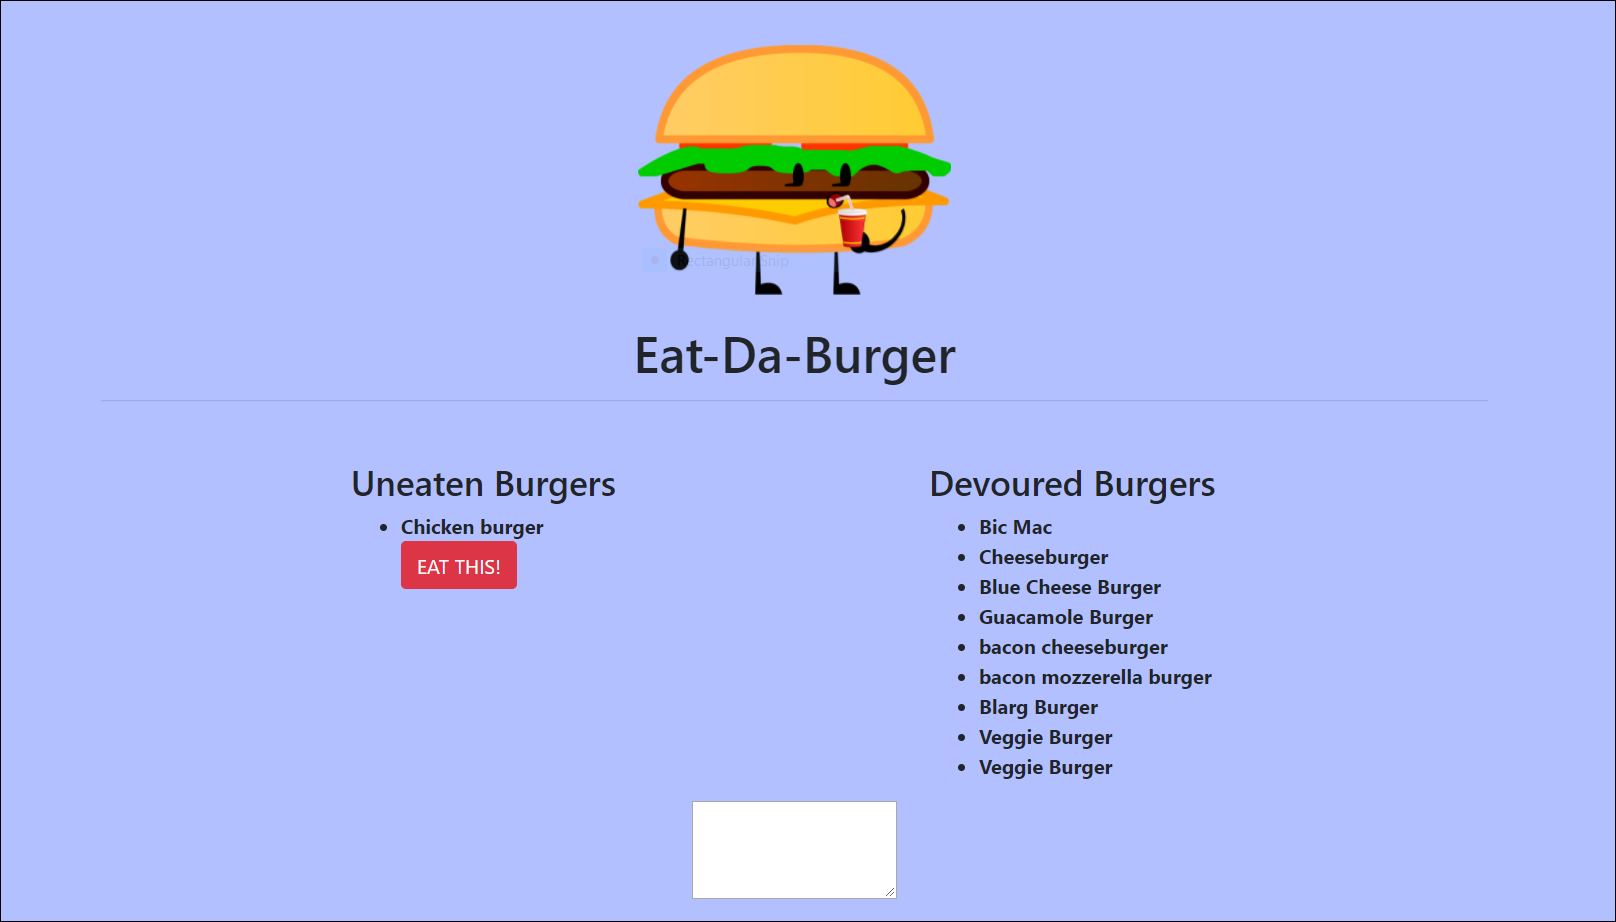 Rectangular Snip
Eat-Da-Burger
Uneaten Burgers
Chicken burger
EAT THIS!
Devoured Burgers
Bic Mac
Cheeseburger
Blue Cheese Burger
Guacamole Burger
bacon cheeseburger
bacon mozzerella burger
Blarg Burger
Veggie Burger
Veggie Burger